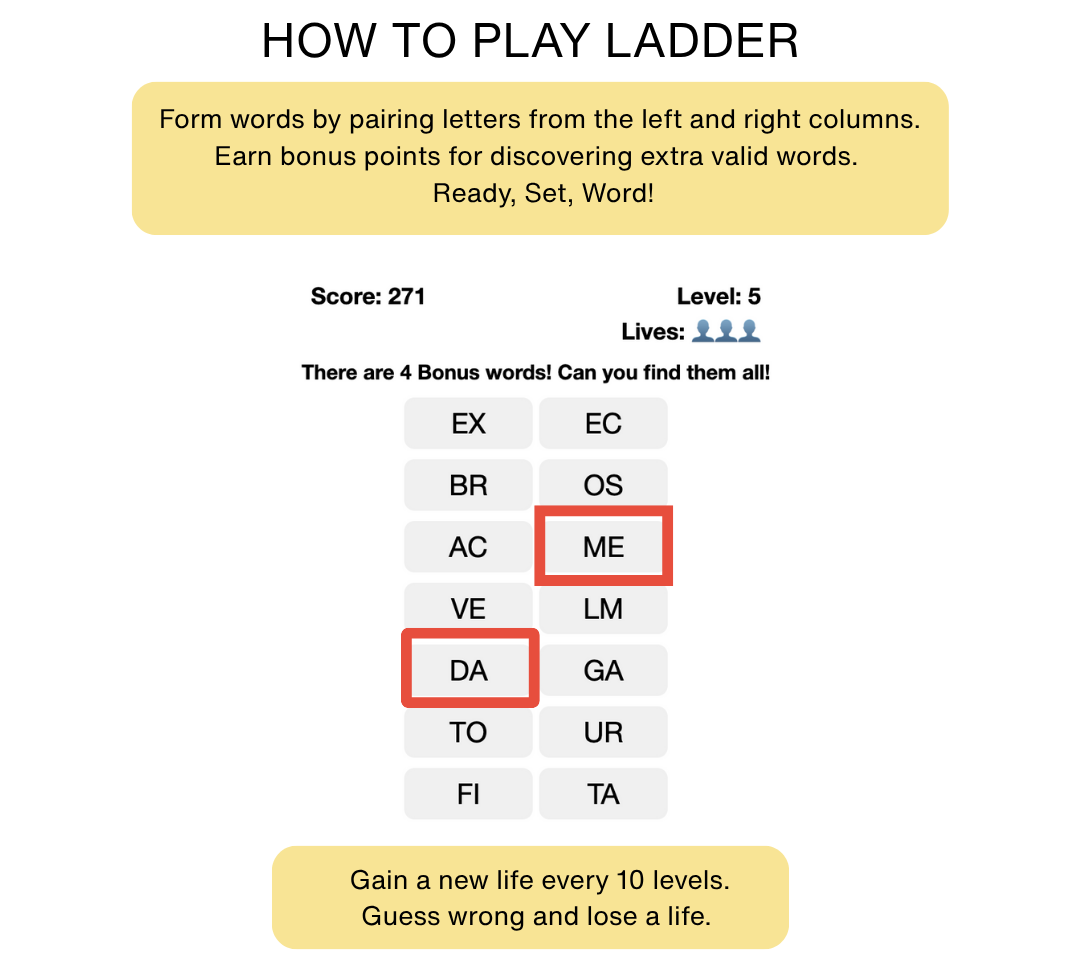 HOW TO PLAY LADDER
Form words by pairing letters from the left and right columns.
Earn bonus points for discovering extra valid words.
Ready, Set, Word!
Score: 271 Level: 5
Lives:
There are 4 Bonus words! Can you find them all!
EX EC
BR OS
AC ME
VE LM
DA GA
TO UR
FI TA
Gain a new life every 10 levels.
Guess wrong and lose a life.